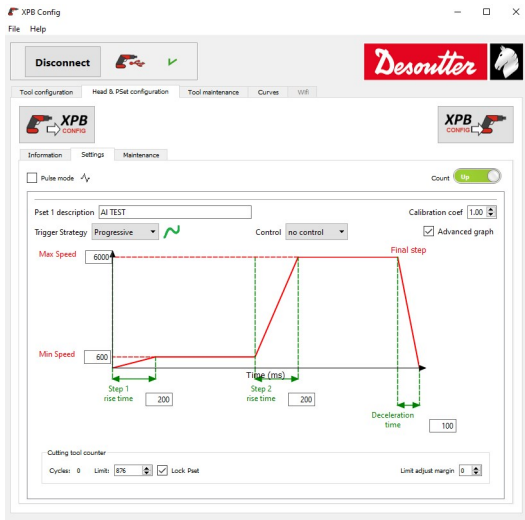 XPB Config
File Help
Disconnect
Desoutter
Tool configuration Head & PSet configuration Tool maintenance Curves Wifi
XPB CONFIG
XPB CONFIG
Information Settings Maintenance
Pulse mode Count Up
Pset 1 description AI TEST Calibration coef 1.00
Trigger Strategy Progressive Control no control Advanced graph
Max Speed 6000 Final step
Min Speed 600
Time (ms)
Step 1 rise time 200
Step 2 rise time 200
Deceleration time 100
Cutting tool counter
Cycles: 0 Limit: 876 Lock Pset Limit adjust margin 0